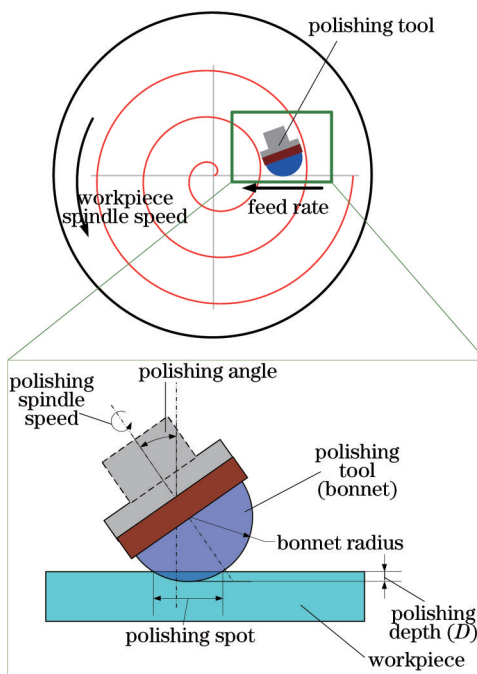 polishing tool
workpiece
spindle speed
feed rate
polishing angle
polishing
spindle
speed
polishing
tool
(bonnet)
bonnet radius
polishing spot
polishing
depth (D)
workpiece